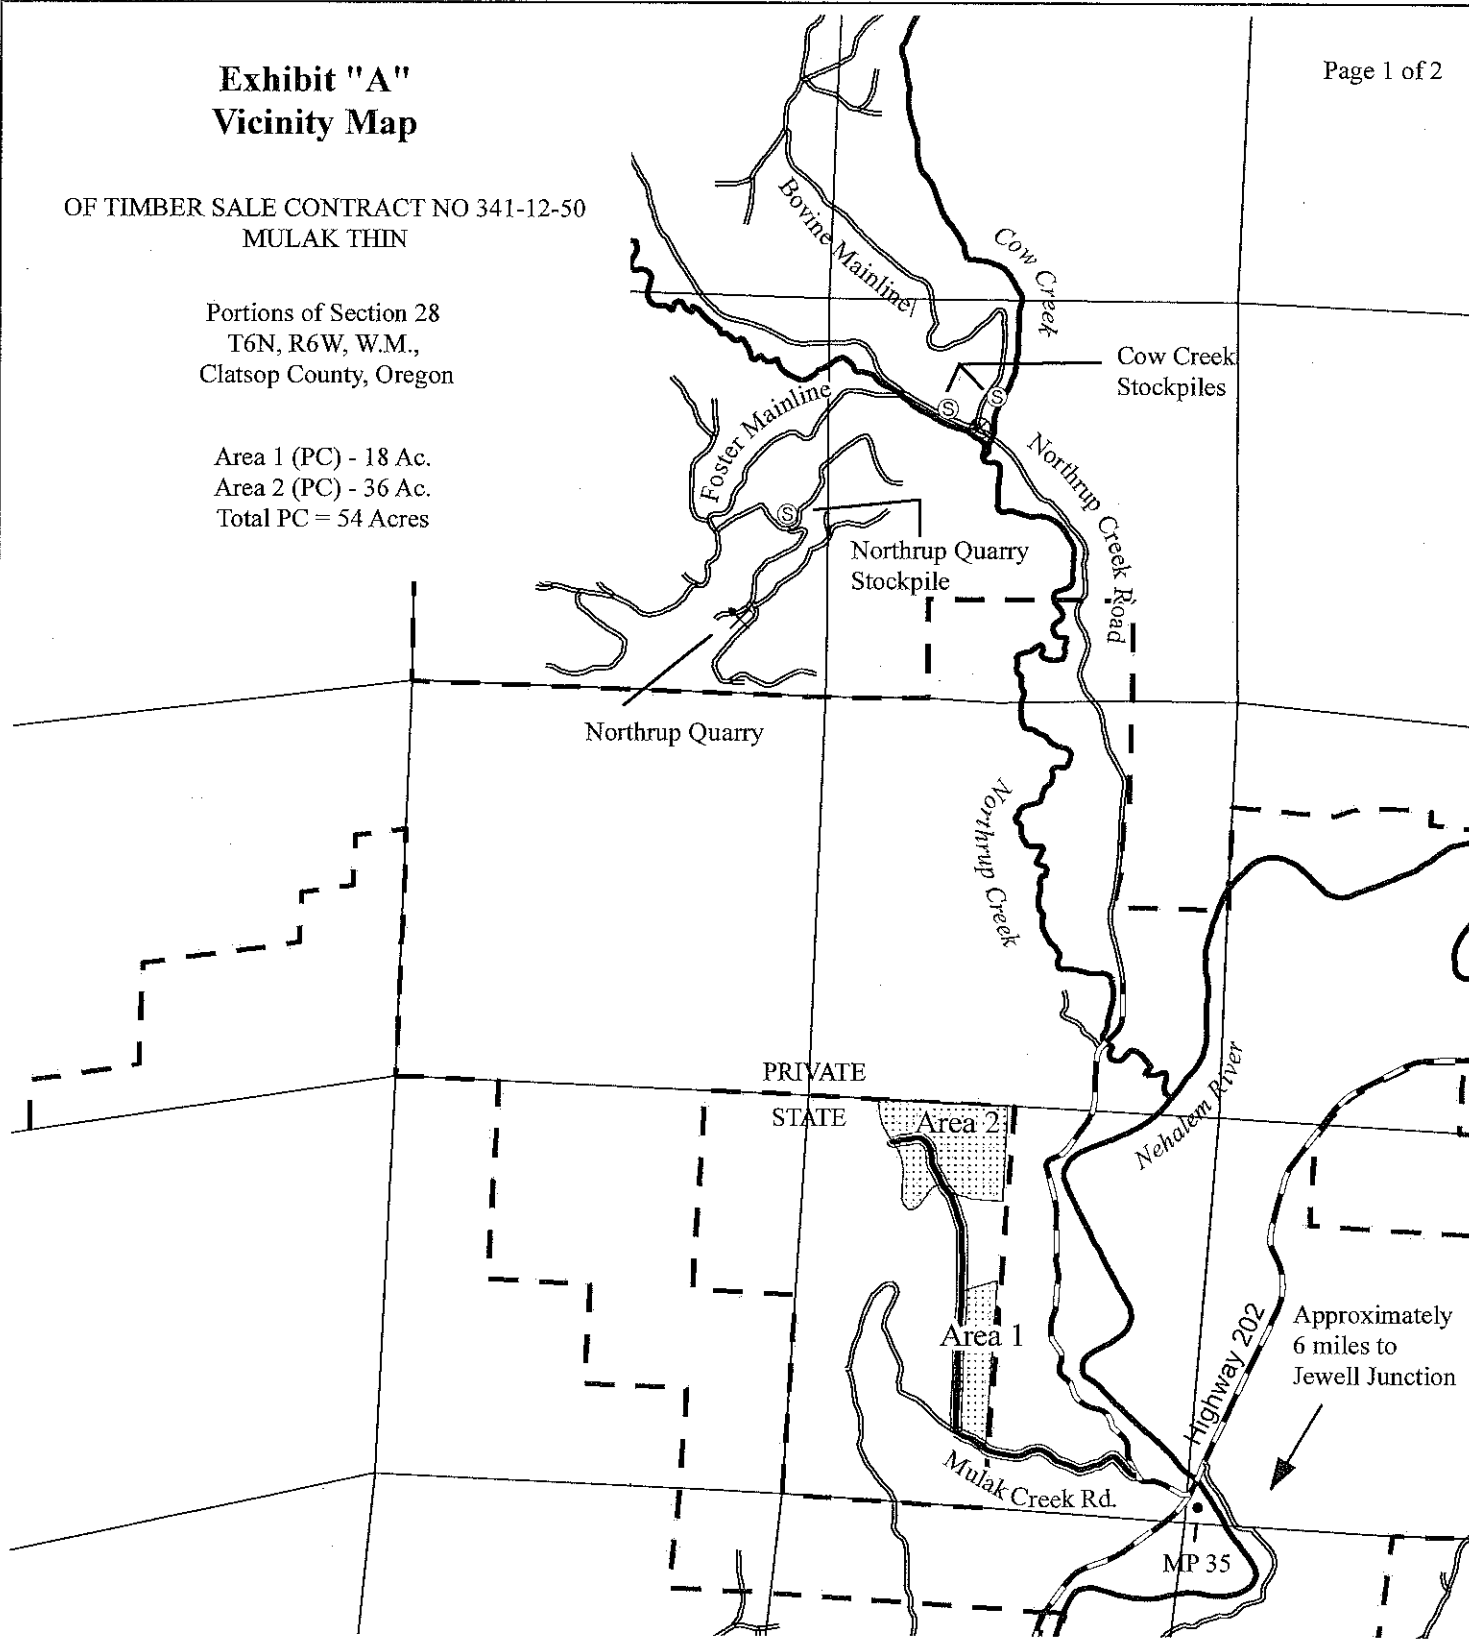 Exhibit "A"
Vicinity Map
Page 1 of 2
OF TIMBER SALE CONTRACT NO 341-12-50
MULAK THIN
Portions of Section 28
T6N, R6W, W.M.,
Clatsop County, Oregon
Area 1 (PC) - 18 Ac.
Area 2 (PC) - 36 Ac.
Total PC = 54 Acres
Bovine Mainline
Cow Creek
Cow Creek
Stockpiles
S
S
Foster Mainline
Northrup Creek Road
S
Northrup Quarry
Stockpile
Northrup Quarry
Northrup Creek
PRIVATE
STATE
Area 2
Nehalem River
Area 1
Highway 202
Approximately
6 miles to
Jewell Junction
Mulak Creek Rd.
MP 35